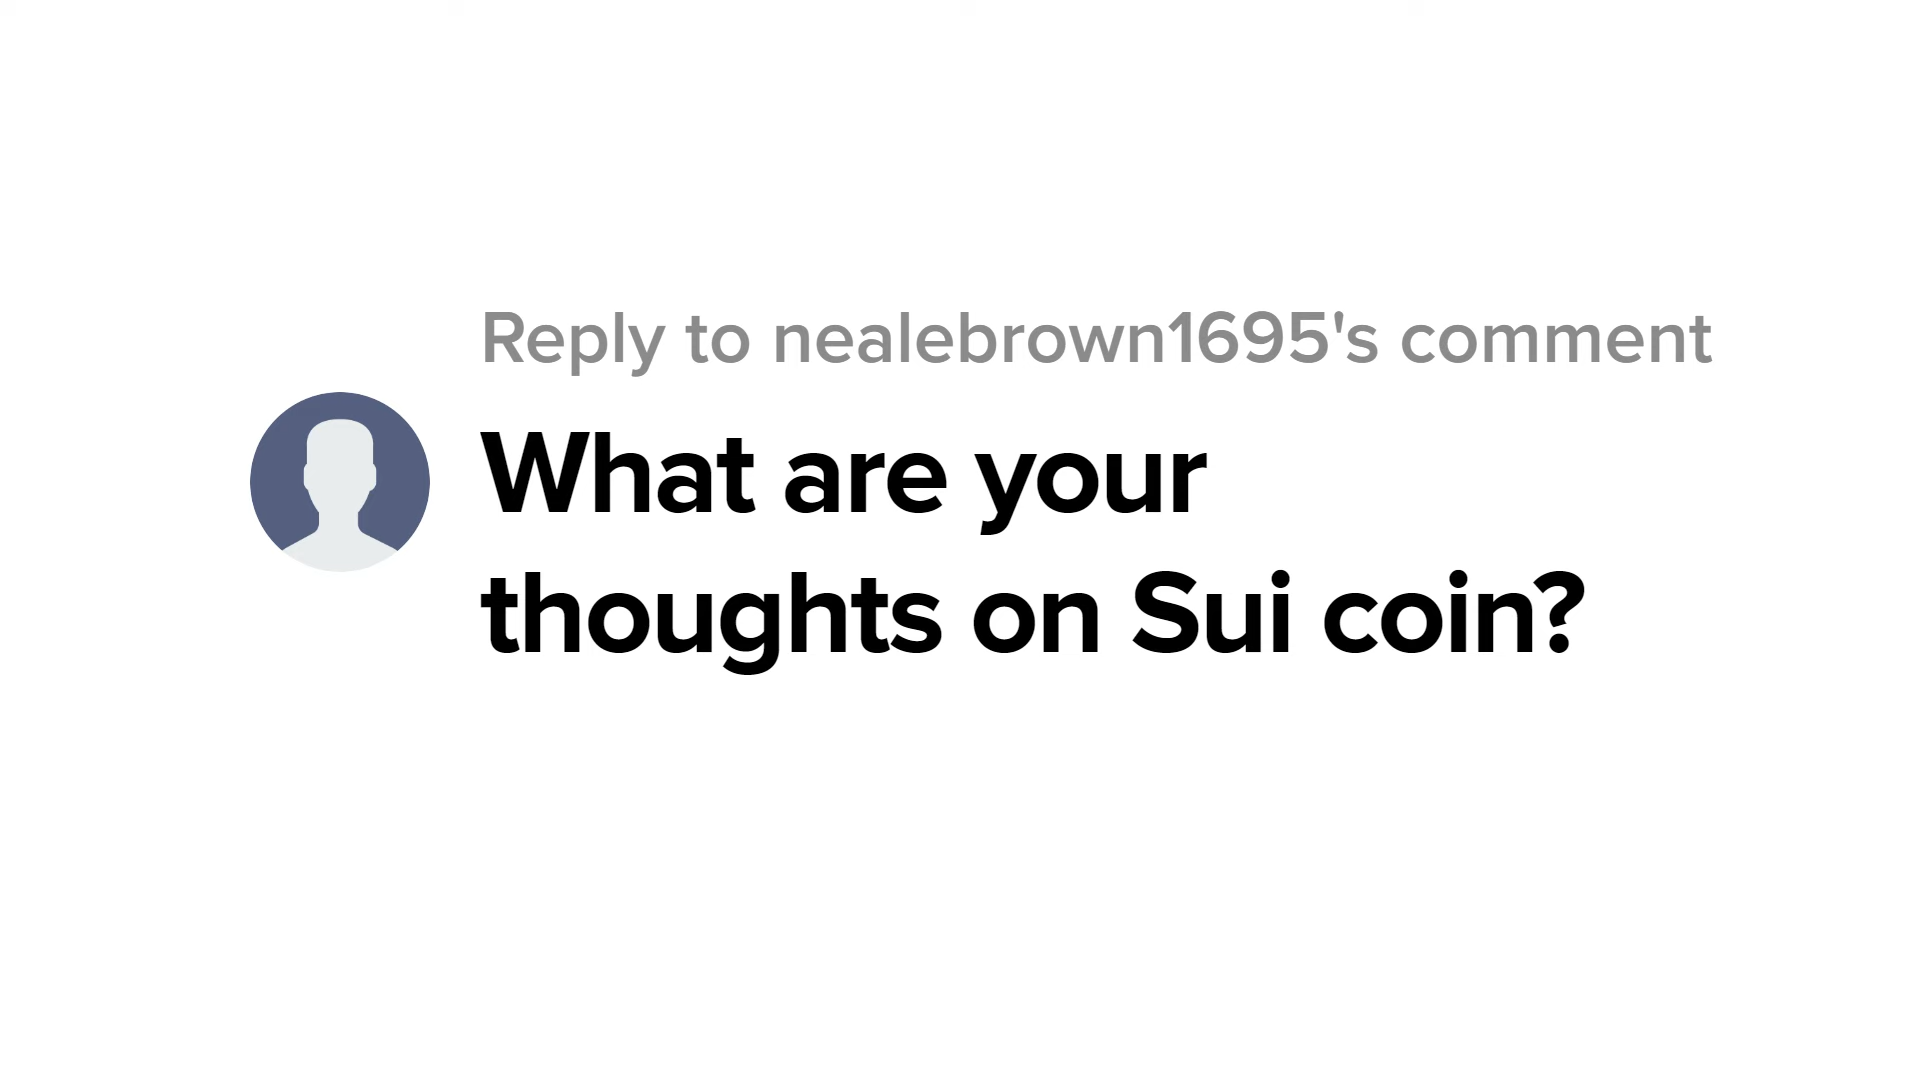 Reply to nealebrown1695's comment
What are your
thoughts on Sui coin?